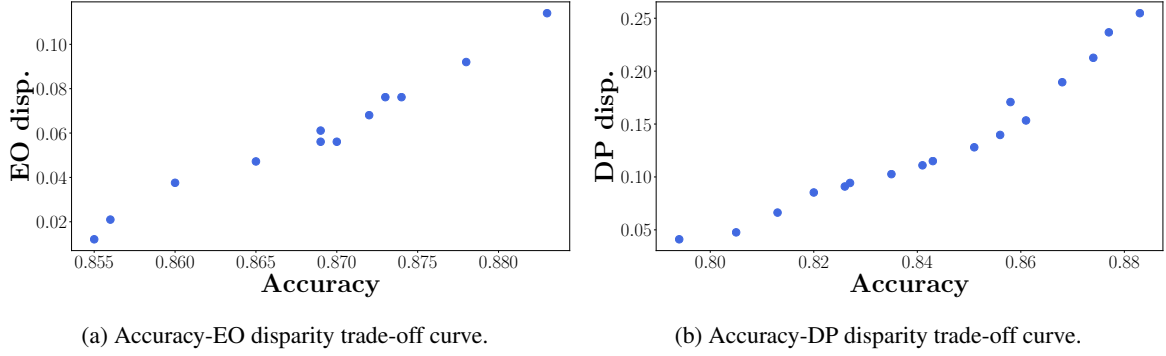 0.10
0.08
0.06
0.04
0.02
EO disp.
0.855 0.860 0.865 0.870 0.875 0.880
Accuracy
(a) Accuracy-EO disparity trade-off curve.
0.25
0.20
0.15
0.10
0.05
DP disp.
0.80 0.82 0.84 0.86 0.88
Accuracy
(b) Accuracy-DP disparity trade-off curve.